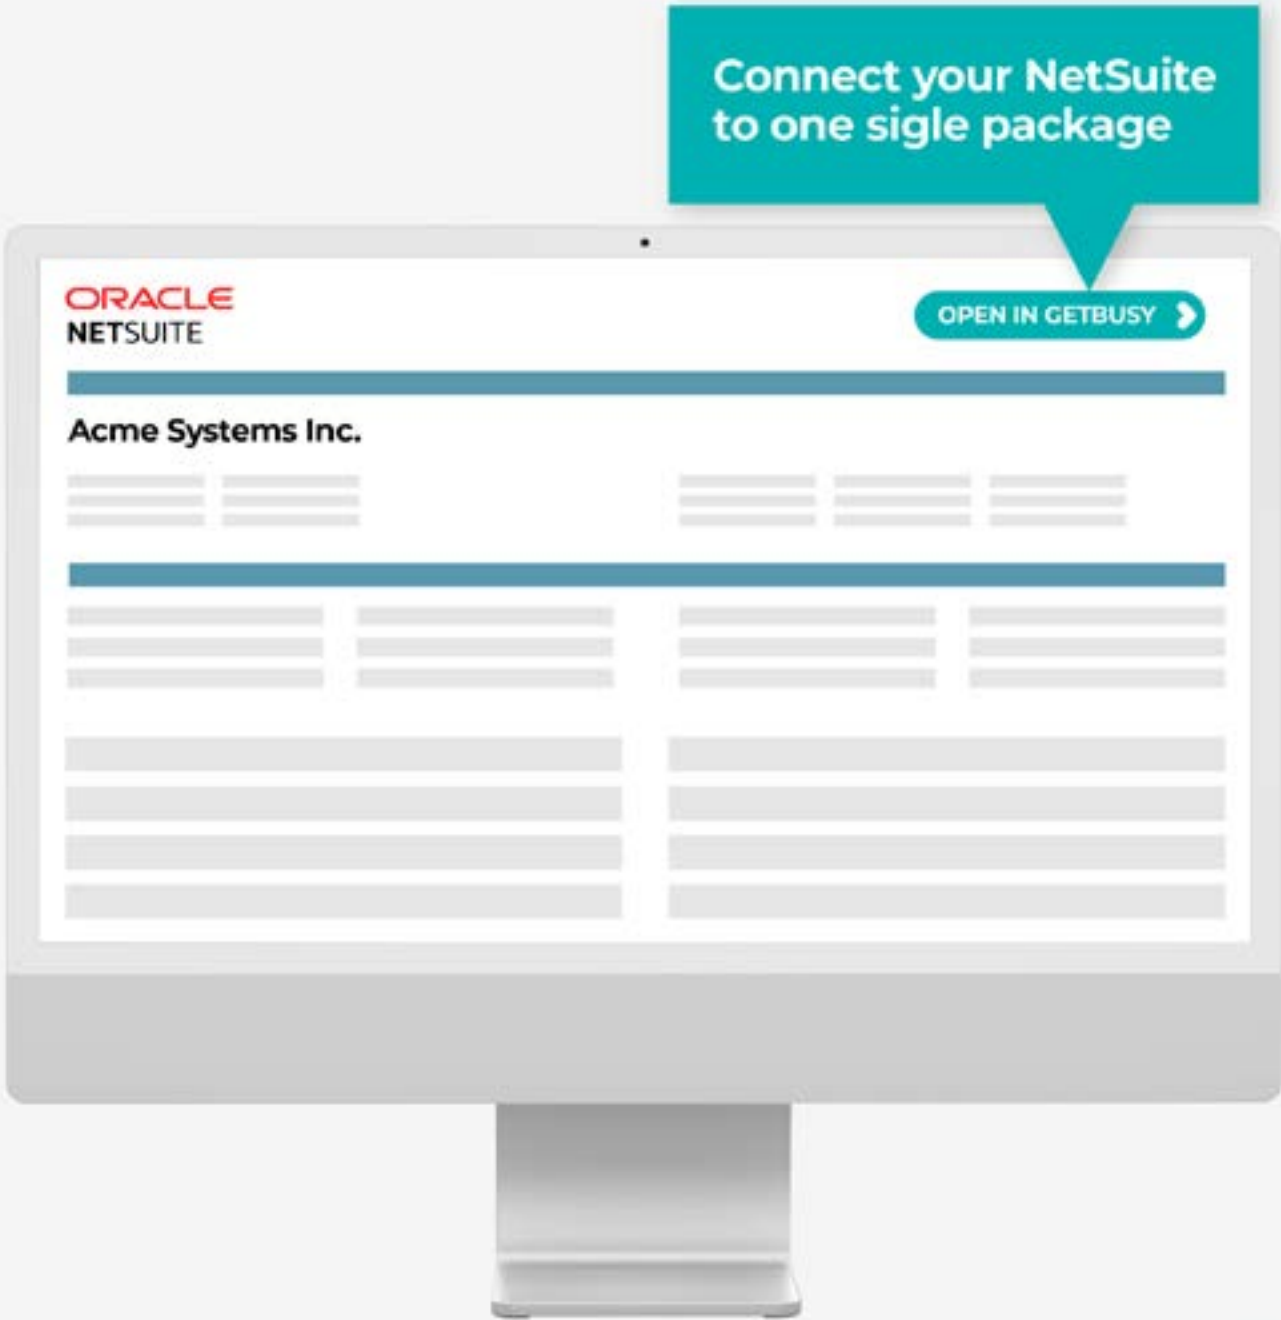 Connect your NetSuite
to one sigle package
ORACLE
NETSUITE
OPEN IN GETBUSY
Acme Systems Inc.